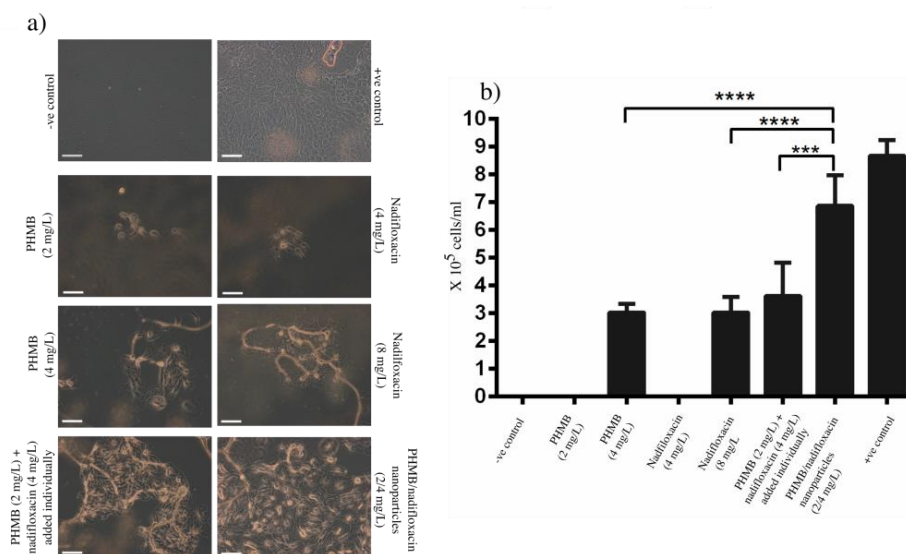 a)
-ve control
+ve control
PHMB
(2 mg/L)
Nadifloxacin
(4 mg/L)
PHMB
(4 mg/L)
Nadilfoxacin
(8 mg/L)
PHMB (2 mg/L) +
nadifloxacin (4 mg/L)
added individually
PHMB/nadifloxacin
nanoparticles
(2/4 mg/L)
b)
****
****
***
X 10⁵ cells/ml
10
9
8
7
6
5
4
3
2
1
0
-ve control
PHMB
(2 mg/L)
PHMB
(4 mg/L)
Nadfiloxacin
(4 mg/L)
Nadifloxacin
(8 mg/L
PHMB (2 mg/L) +
nadifloxacin (4 mg/L)
added individually
PHMB/nadifloxacin
nanoparticles
(2/4 mg/L)
+ve control